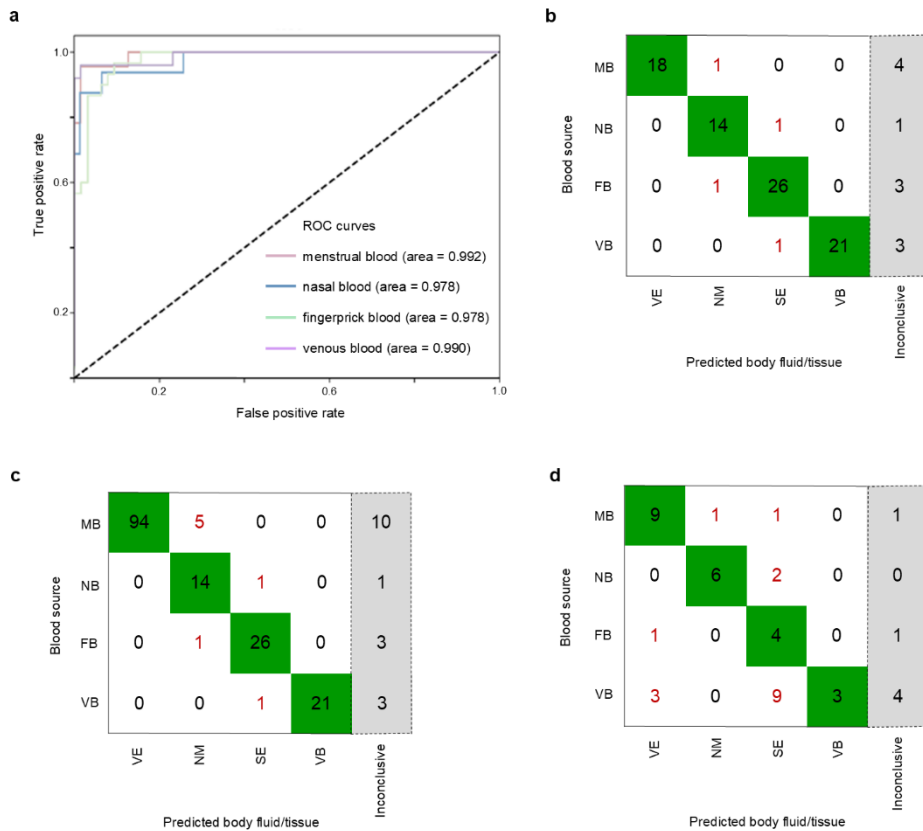 a
1.0
0.6
0.2
True positive rate
ROC curves
menstrual blood (area = 0.992)
nasal blood (area = 0.978)
fingerprick blood (area = 0.978)
venous blood (area = 0.990)
0.2
0.6
1.0
False positive rate
b
Blood source
MB 18 1 0 0 4
NB 0 14 1 0 1
FB 0 1 26 0 3
VB 0 0 1 21 3
VE NM SE VB Inconclusive
Predicted body fluid/tissue
c
Blood source
MB 94 5 0 0 10
NB 0 14 1 0 1
FB 0 1 26 0 3
VB 0 0 1 21 3
VE NM SE VB Inconclusive
Predicted body fluid/tissue
d
Blood source
MB 9 1 1 0 1
NB 0 6 2 0 0
FB 1 0 4 0 1
VB 3 0 9 3 4
VE NM SE VB Inconclusive
Predicted body fluid/tissue